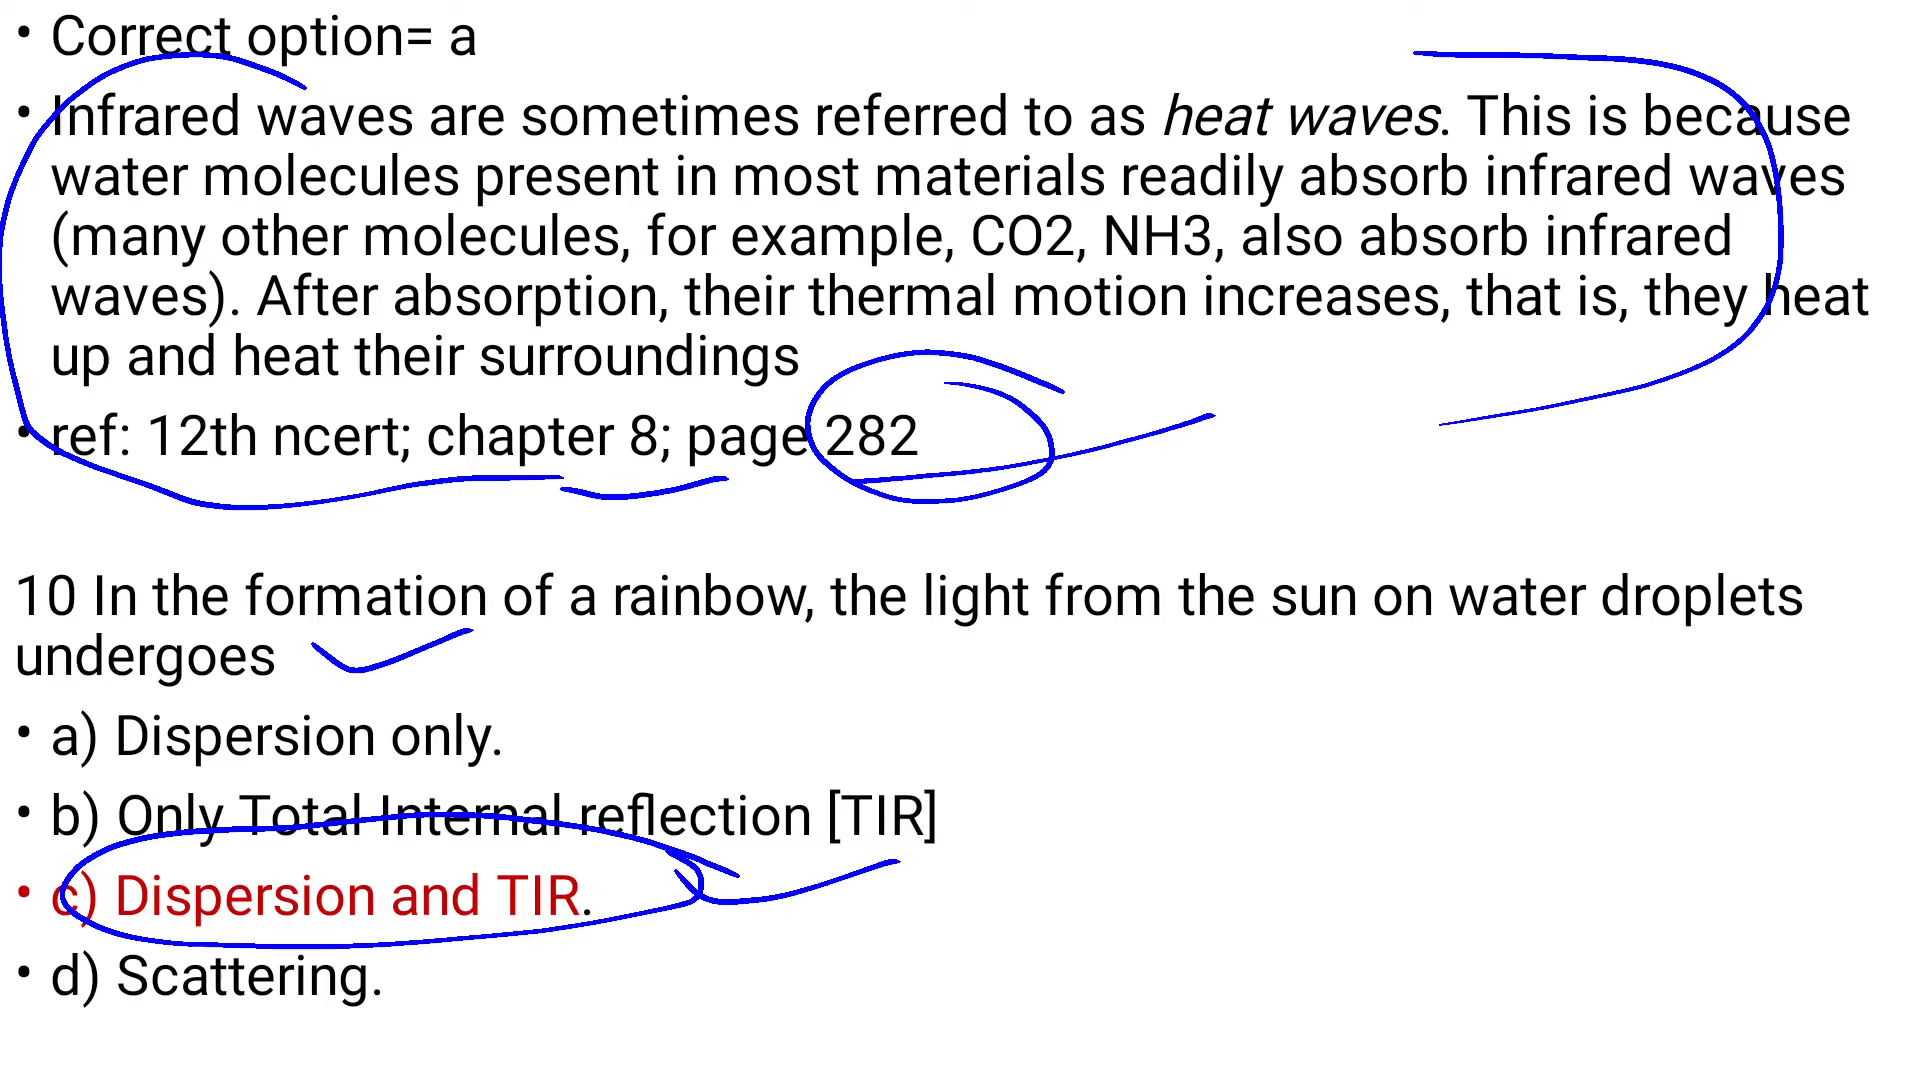 • Correct option= a
• Infrared waves are sometimes referred to as heat waves. This is because
water molecules present in most materials readily absorb infrared waves
(many other molecules, for example, CO2, NH3, also absorb infrared
waves). After absorption, their thermal motion increases, that is, they heat
up and heat their surroundings
• ref: 12th ncert; chapter 8; page 282
10 In the formation of a rainbow, the light from the sun on water droplets
undergoes
• a) Dispersion only.
• b) Only Total Internal reflection [TIR]
• c) Dispersion and TIR.
• d) Scattering.